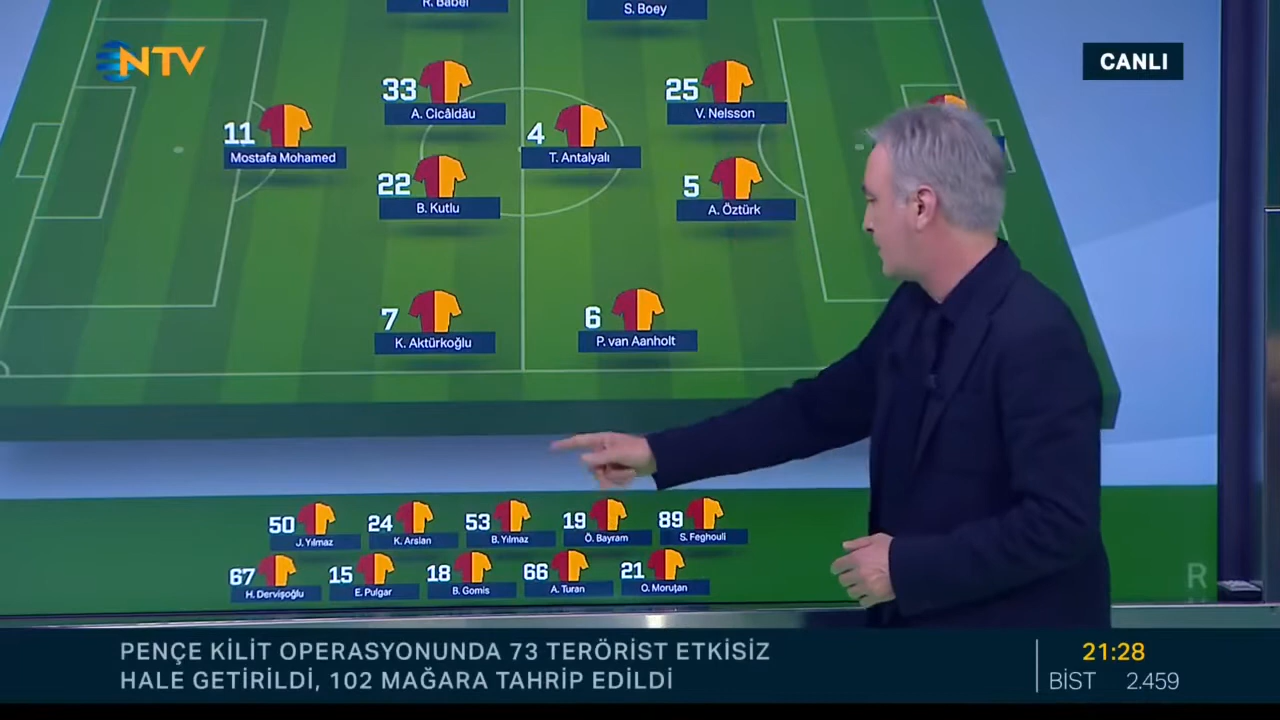 R. Babel
S. Boey
NTV
CANLI
33
A. Cicâldău
25
V. Nelsson
11
Mostafa Mohamed
4
T. Antalyalı
22
B. Kutlu
5
A. Öztürk
7
K. Aktürkoğlu
6
P. van Aanholt
50
J. Yılmaz
24
K. Arslan
53
B. Yılmaz
19
Ö. Bayram
89
S. Feghouli
67
H. Dervişoğlu
15
E. Pulgar
18
B. Gomis
66
A. Turan
21
O. Moruțan
R
PENÇE KİLİT OPERASYONUNDA 73 TERÖRİST ETKİSİZ
HALE GETİRİLDİ, 102 MAĞARA TAHRİP EDİLDİ
21:28
BİST 2.459